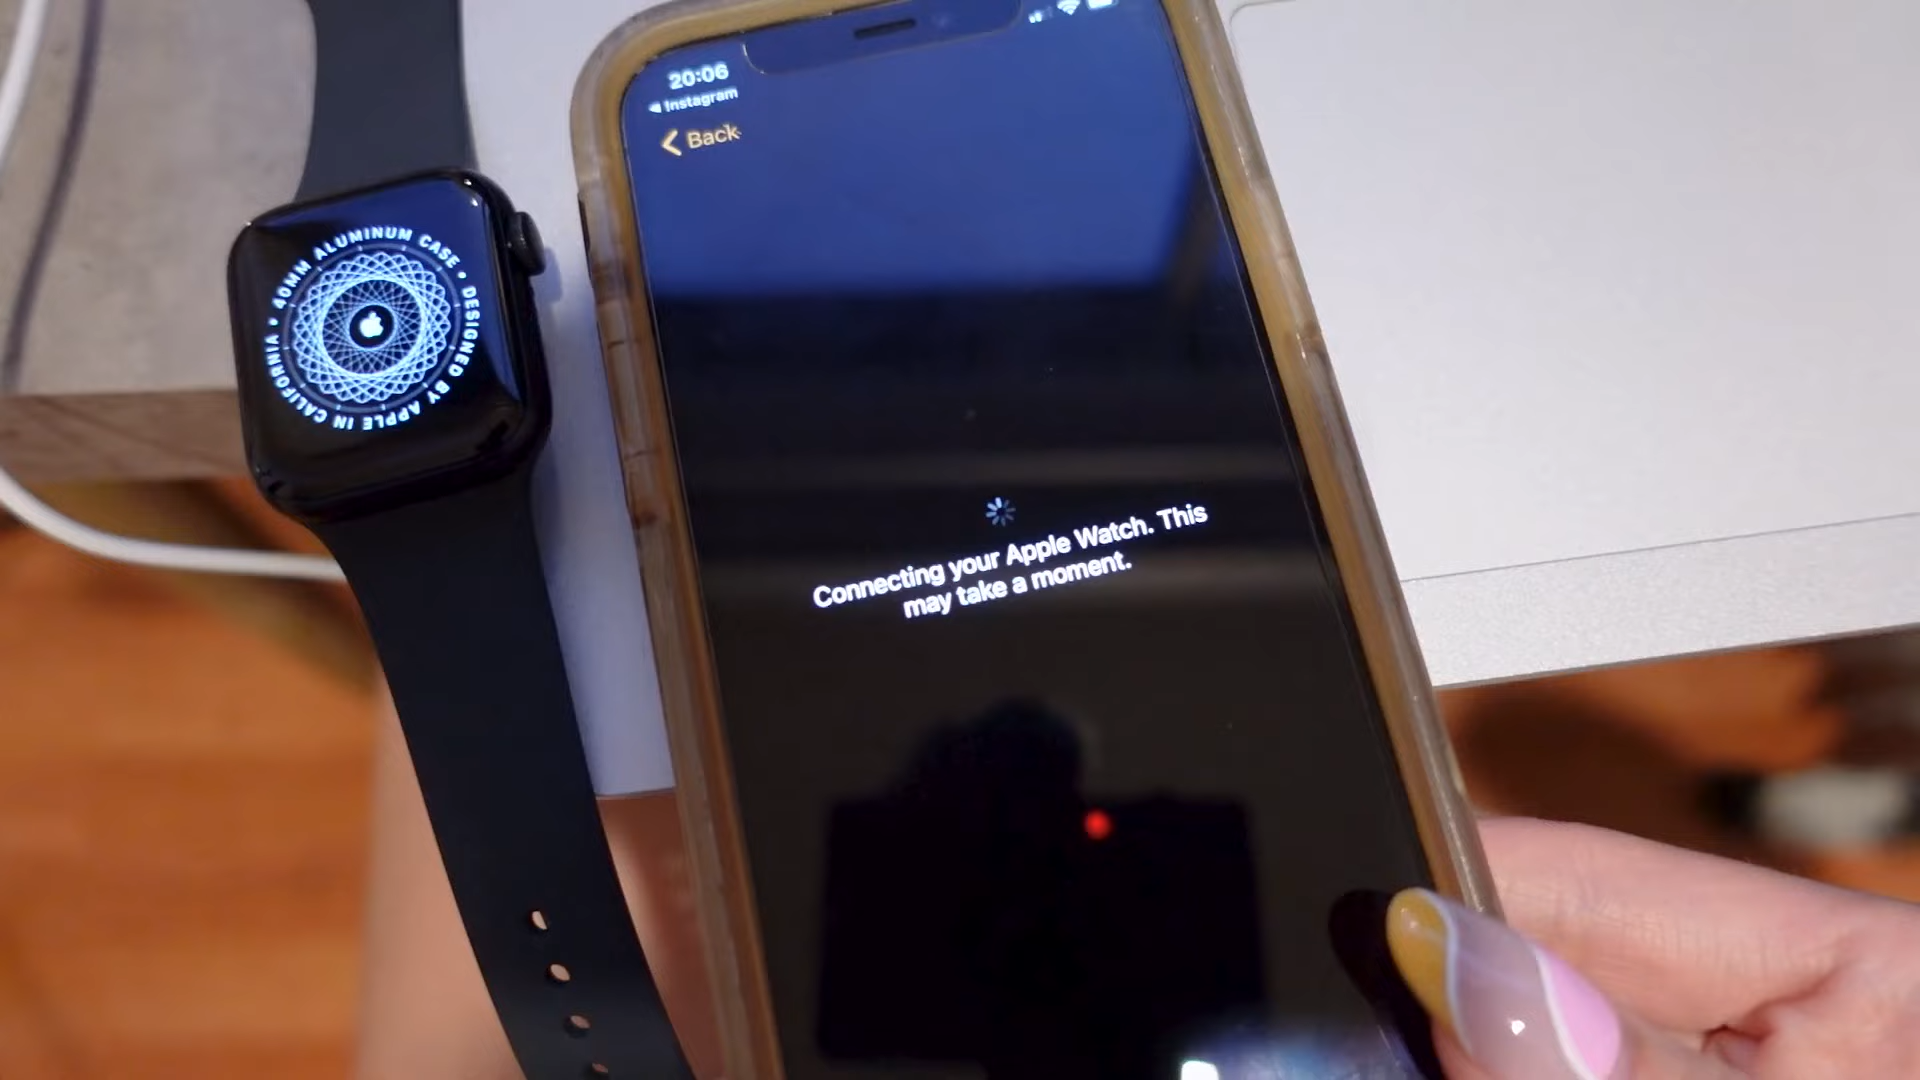 40MM ALUMINUM CASE • DESIGNED BY APPLE IN CALIFORNIA •
20:06
◀ Instagram
Back
Connecting your Apple Watch. This
may take a moment.